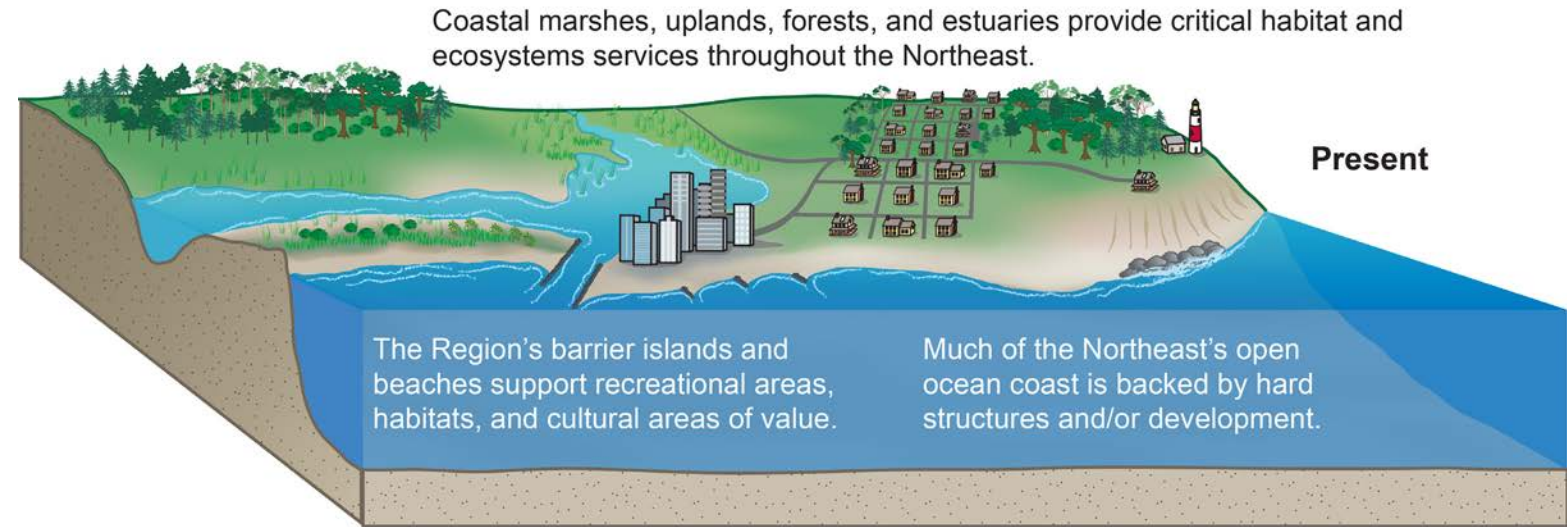 Coastal marshes, uplands, forests, and estuaries provide critical habitat and
ecosystems services throughout the Northeast.
Present
The Region's barrier islands and
beaches support recreational areas,
habitats, and cultural areas of value.
Much of the Northeast's open
ocean coast is backed by hard
structures and/or development.